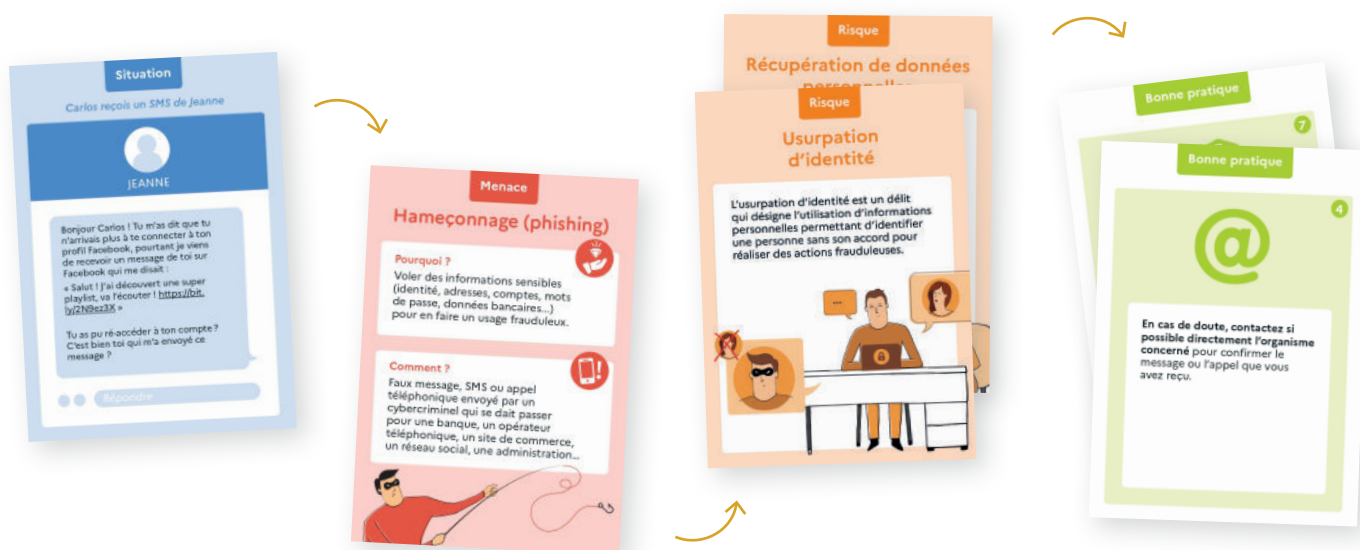 Situation
Carlos reçois un SMS de Jeanne
JEANNE
Bonjour Carlos ! Tu m'as dit que tu
n'arrivais plus à te connecter à ton
profil Facebook, pourtant je viens
de recevoir un message de toi sur
Facebook qui me disait :
« Salut ! J'ai découvert une super
playlist, va l'écouter ! https://bit.
ly/2N9ez3X »
Tu as pu ré-accéder à ton compte ?
C'est bien toi qui m'a envoyé ce
message ?
Répondre
Menace
Hameçonnage (phishing)
Pourquoi ?
Voler des informations sensibles
(identité, adresses, comptes, mots
de passe, données bancaires...)
pour en faire un usage frauduleux.
Comment ?
Faux message, SMS ou appel
téléphonique envoyé par un
cybercriminel qui se dait passer
pour une banque, un opérateur
téléphonique, un site de commerce,
un réseau social, une administration...
Risque
Récupération de données
personnelles
Risque
Usurpation
d'identité
L'usurpation d'identité est un délit
qui désigne l'utilisation d'informations
personnelles permettant d'identifier
une personne sans son accord pour
réaliser des actions frauduleuses.
Bonne pratique
7
Bonne pratique
4
@
En cas de doute, contactez si
possible directement l'organisme
concerné pour confirmer le
message ou l'appel que vous
avez reçu.